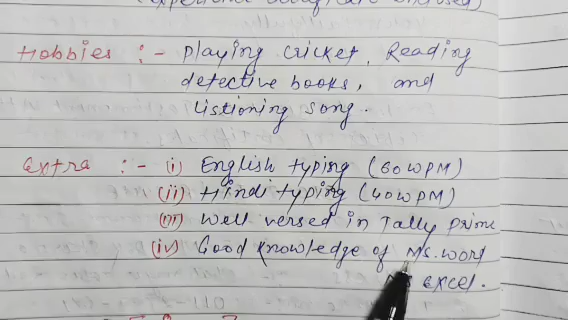 Hobbies :- Playing cricket, Reading
detective books, and
Listioning song.
Extra :- (i) English typing (60 WPM)
(ii) Hindi typing (40 WPM)
(iii) Well versed in Tally prime
(iv) Good knowledge of Ms. word
excel.